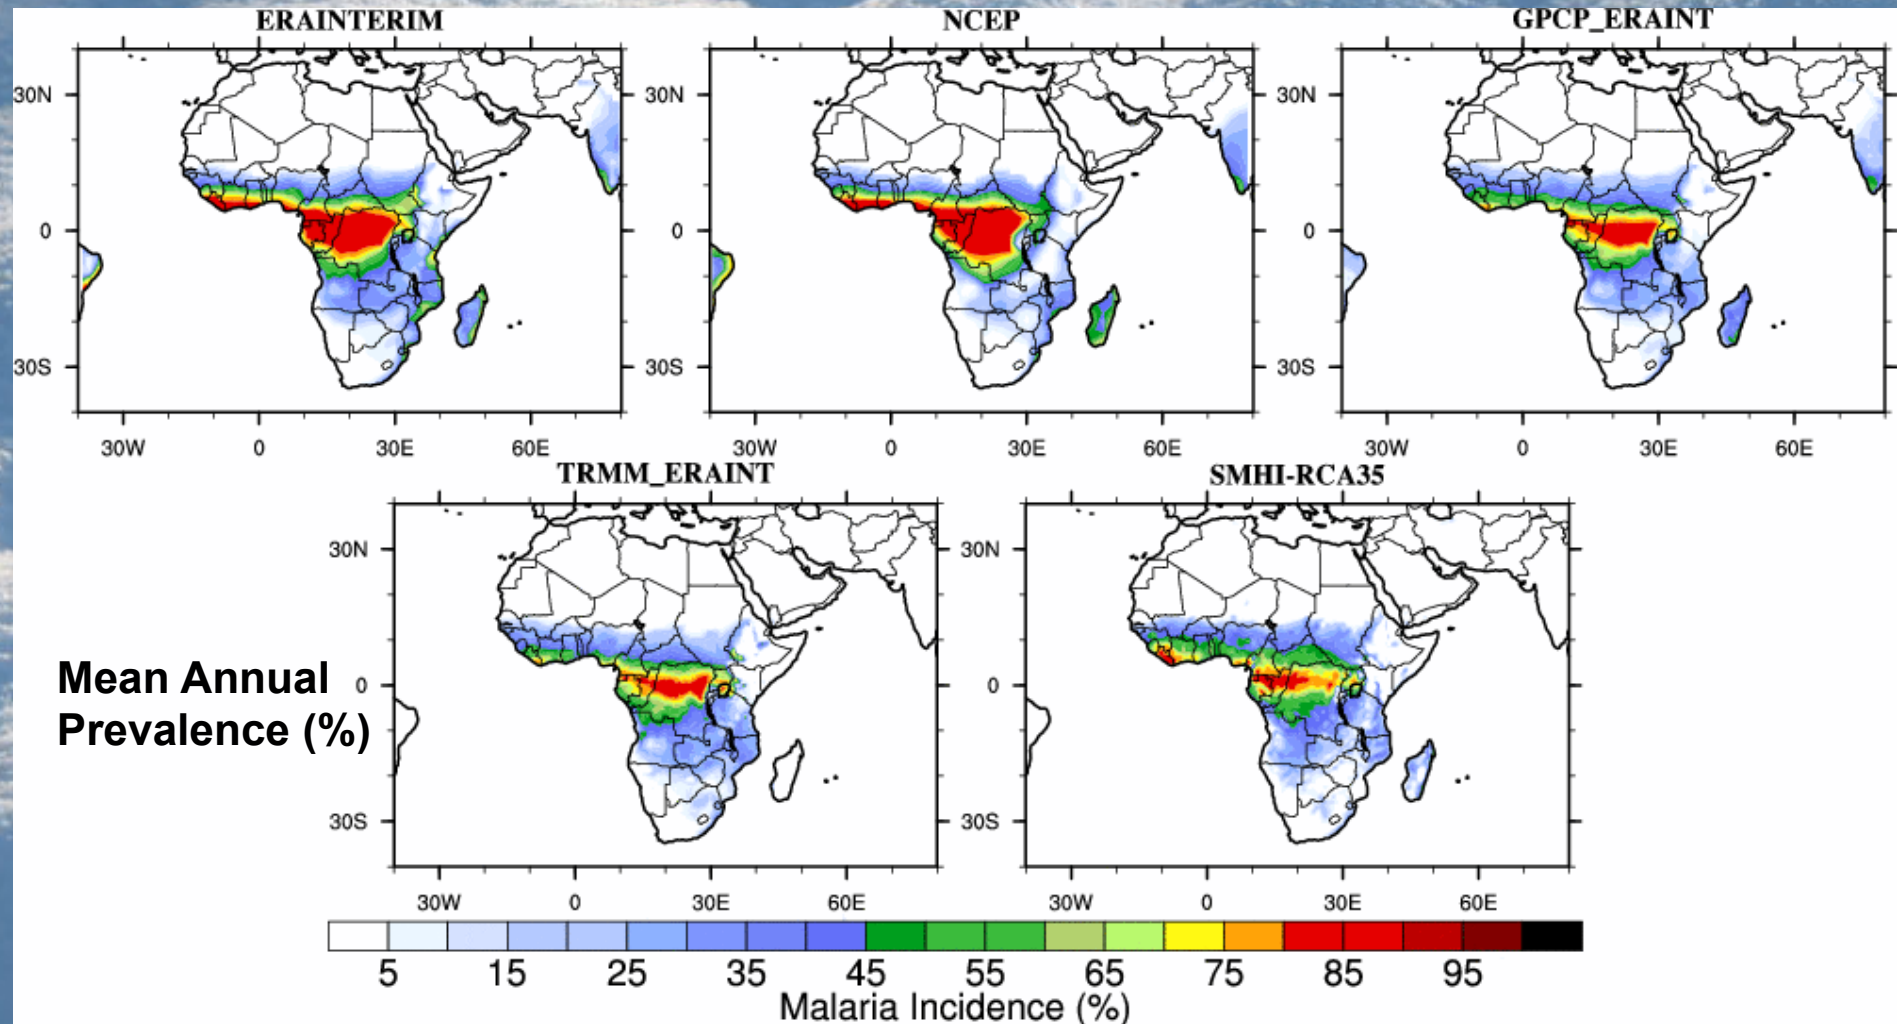 ERAINTERIM
NCEP
GPCP_ERAINT
30N
0
30S
30W
0
30E
60E
30N
0
30S
30W
0
30E
60E
30N
0
30S
30W
0
30E
60E
TRMM_ERAINT
SMHI-RCA35
Mean Annual
Prevalence (%)
30N
0
30S
30W
0
30E
60E
30N
0
30S
30W
0
30E
60E
5 15 25 35 45 55 65 75 85 95
Malaria Incidence (%)